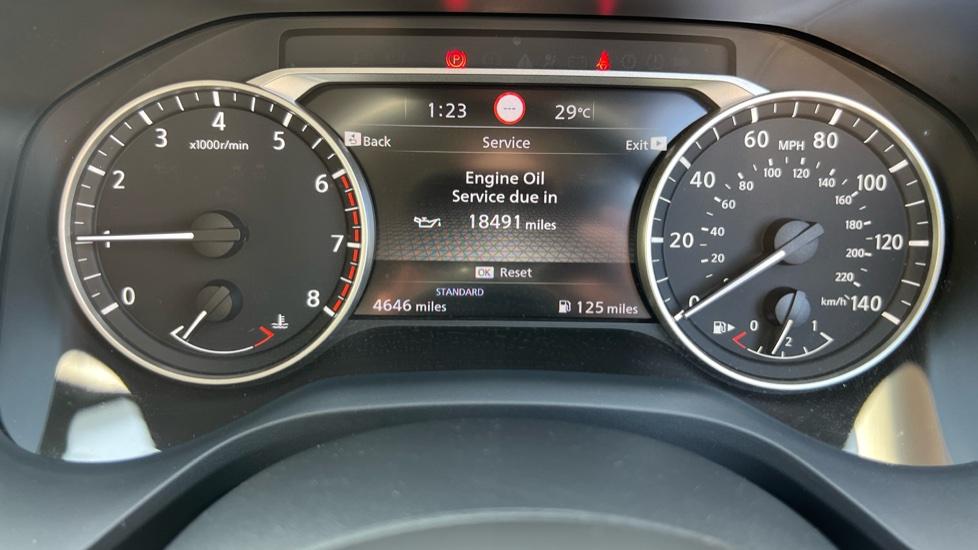 1:23 --- 29°C
Back Service Exit
Engine Oil
Service due in
18491 miles
OK Reset
STANDARD
4646 miles 125 miles
x1000r/min
0 1 2 3 4 5 6 7 8
MPH
0 20 40 60 80 100 120 140
20 40 60 80 100 120 140 160 180 200 220
km/h
0 1/2 1
P